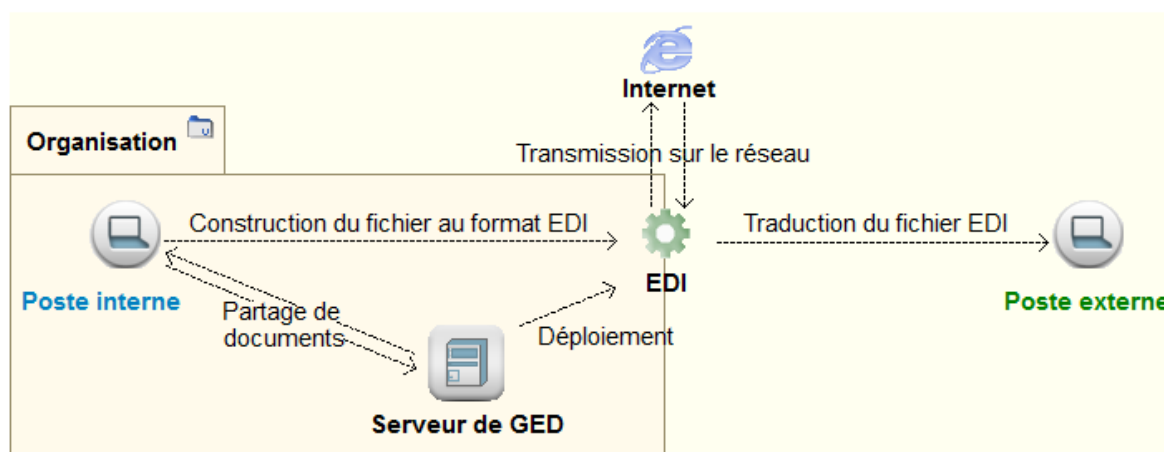 Internet
Organisation
Transmission sur le réseau
Construction du fichier au format EDI
Traduction du fichier EDI
EDI
Poste interne
Poste externe
Partage de
documents
Déploiement
Serveur de GED